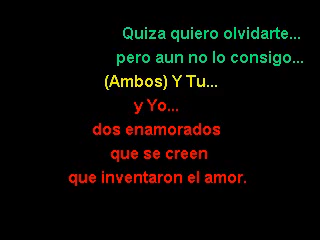 Quiza quiero olvidarte...
pero aun no lo consigo...
(Ambos) Y Tu...
y Yo...
dos enamorados
que se creen
que inventaron el amor.